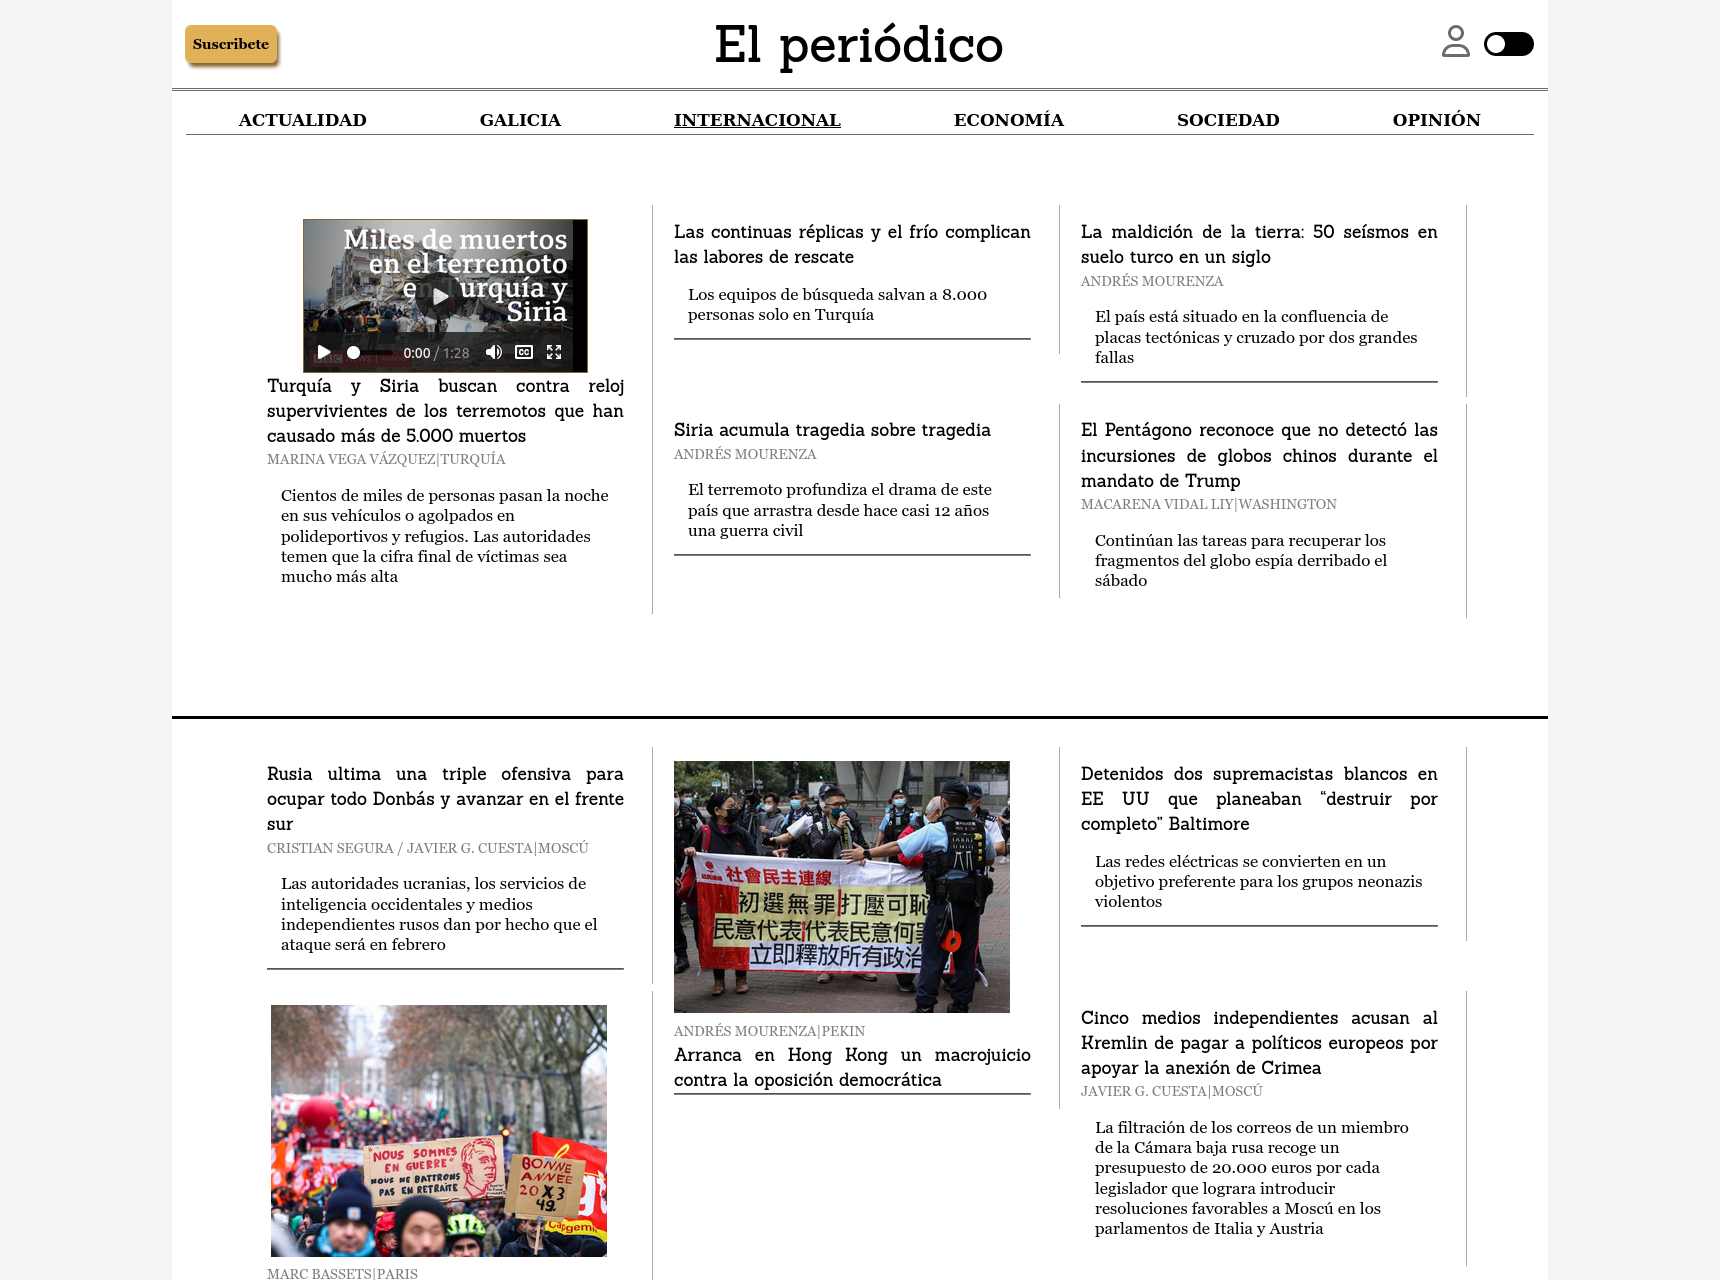 Suscribete
El periódico
ACTUALIDAD
GALICIA
INTERNACIONAL
ECONOMÍA
SOCIEDAD
OPINIÓN
Miles de muertos
en el terremoto
en Turquía y
Siria
0:00 / 1:28
Turquía y Siria buscan contra reloj
supervivientes de los terremotos que han
causado más de 5.000 muertos
MARINA VEGA VÁZQUEZ|TURQUÍA
Cientos de miles de personas pasan la noche
en sus vehículos o agolpados en
polideportivos y refugios. Las autoridades
temen que la cifra final de víctimas sea
mucho más alta
Las continuas réplicas y el frío complican
las labores de rescate
Los equipos de búsqueda salvan a 8.000
personas solo en Turquía
La maldición de la tierra: 50 seísmos en
suelo turco en un siglo
ANDRÉS MOURENZA
El país está situado en la confluencia de
placas tectónicas y cruzado por dos grandes
fallas
Siria acumula tragedia sobre tragedia
ANDRÉS MOURENZA
El terremoto profundiza el drama de este
país que arrastra desde hace casi 12 años
una guerra civil
El Pentágono reconoce que no detectó las
incursiones de globos chinos durante el
mandato de Trump
MACARENA VIDAL LIY|WASHINGTON
Continúan las tareas para recuperar los
fragmentos del globo espía derribado el
sábado
Rusia ultima una triple ofensiva para
ocupar todo Donbás y avanzar en el frente
sur
CRISTIAN SEGURA / JAVIER G. CUESTA|MOSCÚ
Las autoridades ucranias, los servicios de
inteligencia occidentales y medios
independientes rusos dan por hecho que el
ataque será en febrero
社會民主連線
初選無罪 打壓可恥
民意代表代表民意何罪
立即釋放所有政治
ANDRÉS MOURENZA|PEKIN
Arranca en Hong Kong un macrojuicio
contra la oposición democrática
Detenidos dos supremacistas blancos en
EE UU que planeaban “destruir por
completo” Baltimore
Las redes eléctricas se convierten en un
objetivo preferente para los grupos neonazis
violentos
"NOUS SOMMES
EN GUERRE"
NOUS NE BATTRONS
PAS EN RETRAITE
BONNE
ANNÉE
20 X 3
49.
Capgemi
MARC BASSETS|PARIS
Cinco medios independientes acusan al
Kremlin de pagar a políticos europeos por
apoyar la anexión de Crimea
JAVIER G. CUESTA|MOSCÚ
La filtración de los correos de un miembro
de la Cámara baja rusa recoge un
presupuesto de 20.000 euros por cada
legislador que lograra introducir
resoluciones favorables a Moscú en los
parlamentos de Italia y Austria